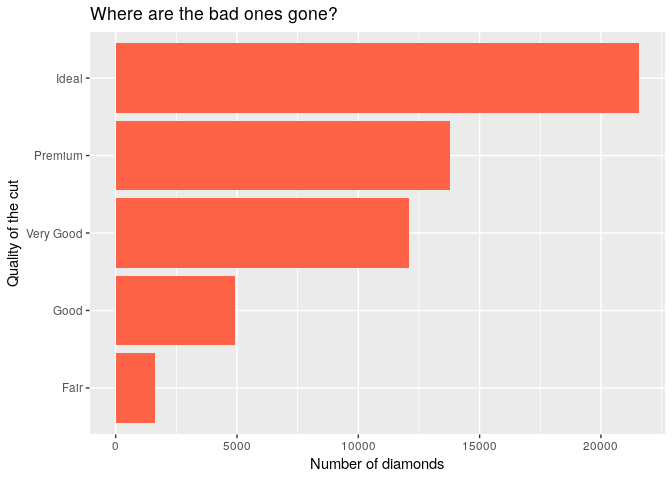 Where are the bad ones gone?
Quality of the cut
Ideal
Premium
Very Good
Good
Fair
0 5000 10000 15000 20000
Number of diamonds